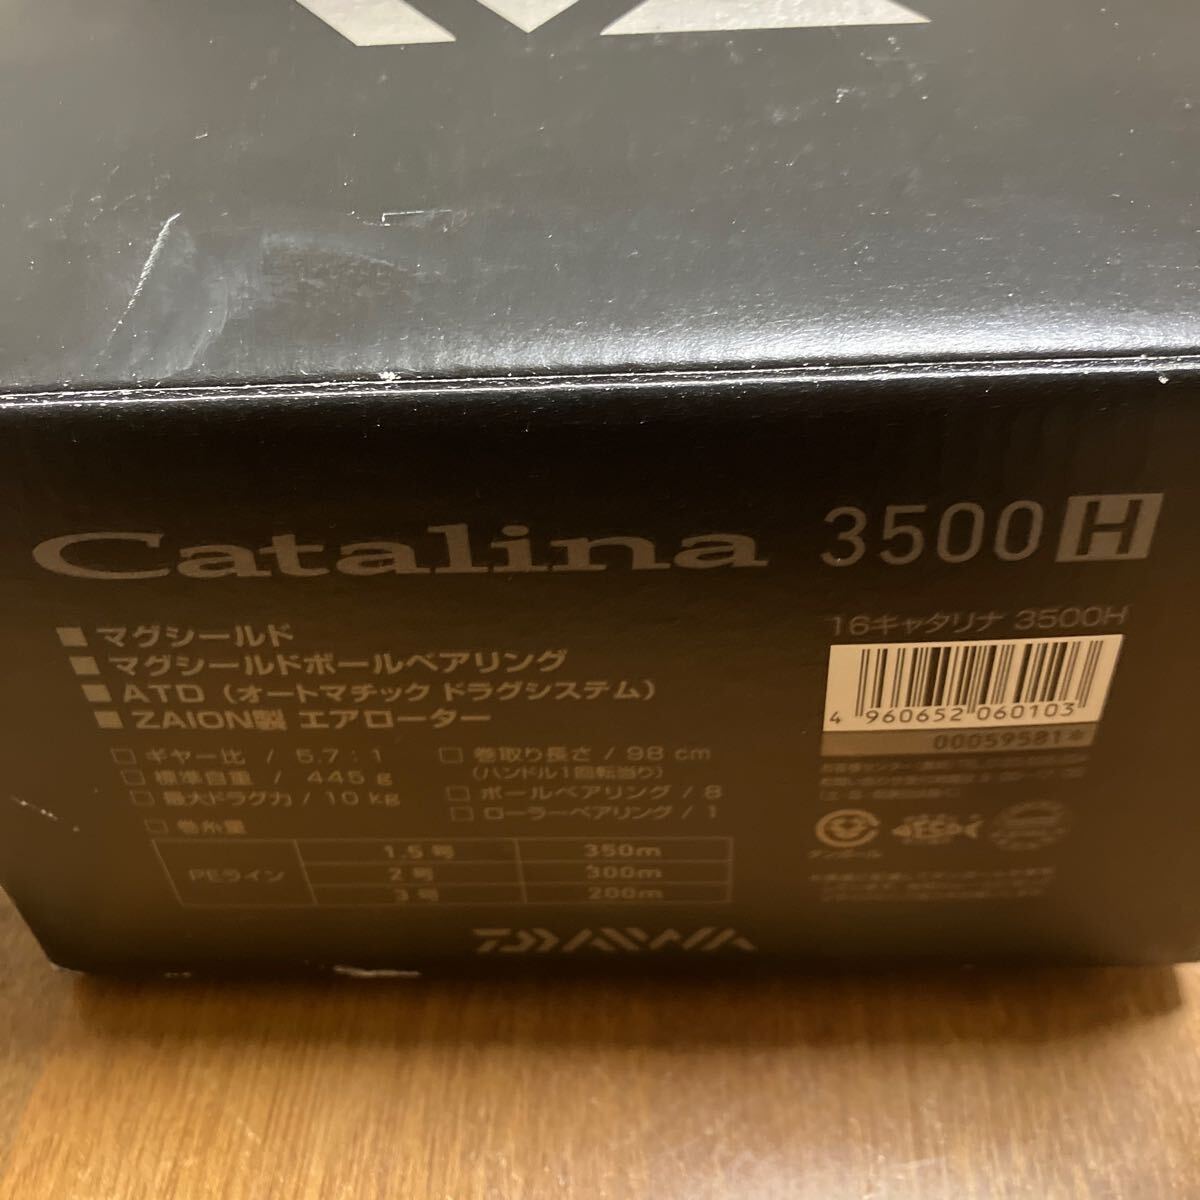 Catalina 3500H
■ マグシールド
■ マグシールドボールベアリング
■ ATD（オートマチック ドラグシステム）
■ ZAION製 エアローター
□ ギヤー比 / 5.7：1
□ 標準自重 / 445 g
□ 最大ドラグ力 / 10 kg
□ 巻取り長さ / 98 cm
（ハンドル1回転当り）
□ ボールベアリング / 8
□ ローラーベアリング / 1
□ 巻糸量
PEライン
1.5 号 350m
2 号 300m
3 号 200m
DAIWA
16キャタリナ 3500H
4 960652 060103
00059581*
ダンボール